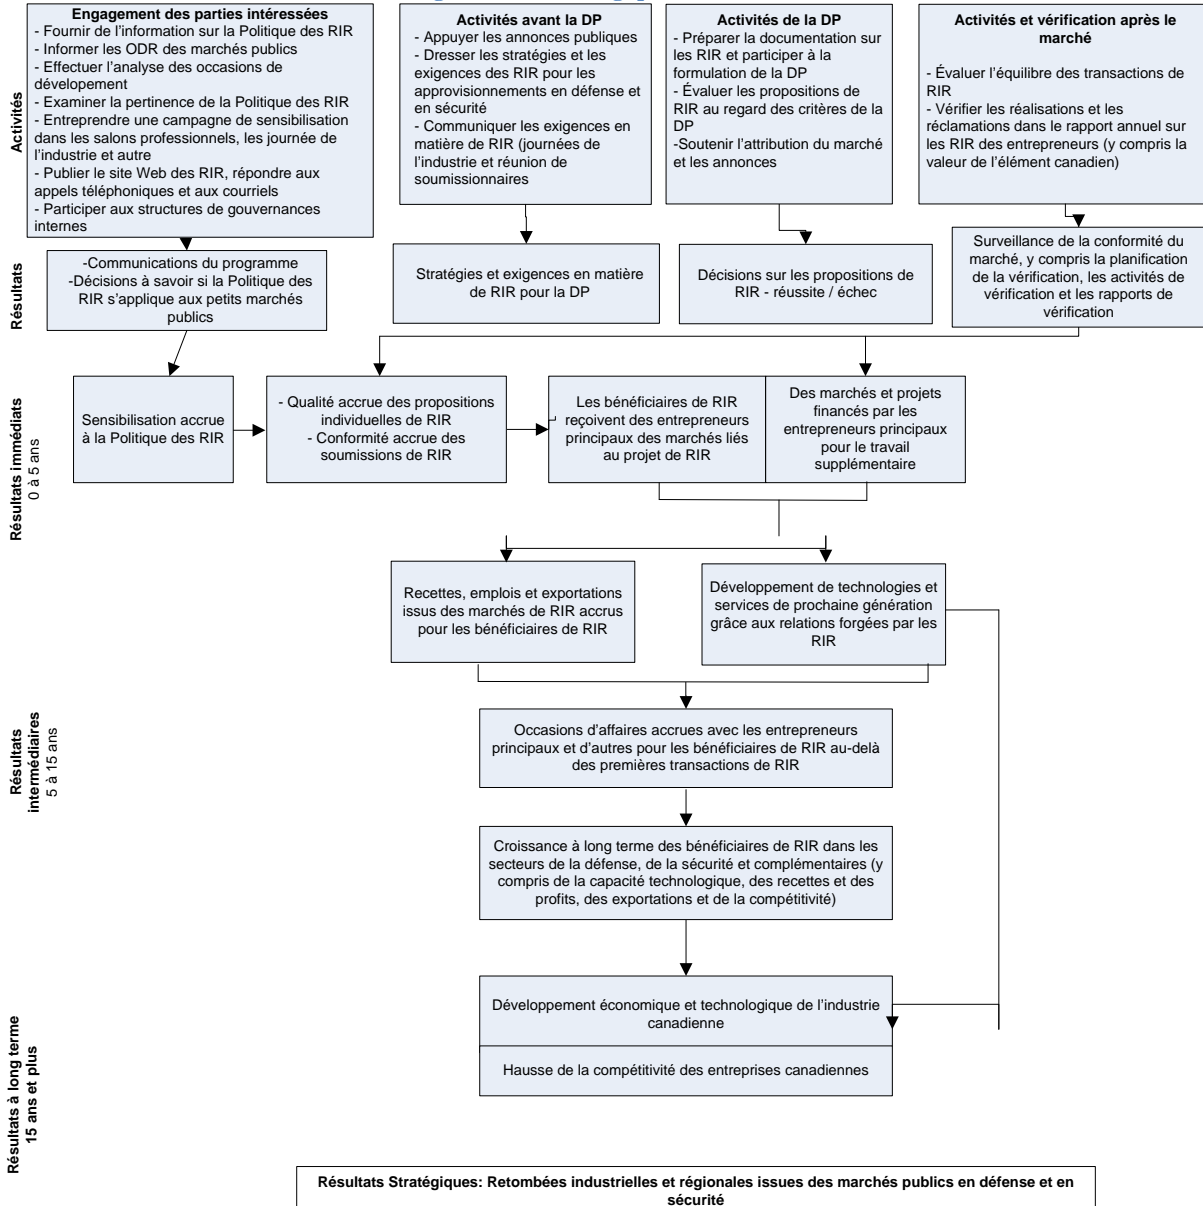 Activités
Engagement des parties intéressées
- Fournir de l’information sur la Politique des RIR
- Informer les ODR des marchés publics
- Effectuer l’analyse des occasions de
dévelopement
- Examiner la pertinence de la Politique des RIR
- Entreprendre une campagne de sensibilisation
dans les salons professionnels, les journée de
l’industrie et autre
- Publier le site Web des RIR, répondre aux
appels téléphoniques et aux courriels
- Participer aux structures de gouvernances
internes
Activités avant la DP
- Appuyer les annonces publiques
- Dresser les stratégies et les
exigences des RIR pour les
approvisionnements en défense et
en sécurité
- Communiquer les exigences en
matière de RIR (journées de
l’industrie et réunion de
soumissionnaires
Activités de la DP
- Préparer la documentation sur
les RIR et participer à la
formulation de la DP
- Évaluer les propositions de
RIR au regard des critères de la
DP
-Soutenir l’attribution du marché
et les annonces
Activités et vérification après le
marché
- Évaluer l’équilibre des transactions de
RIR
- Vérifier les réalisations et les
réclamations dans le rapport annuel sur
les RIR des entrepreneurs (y compris la
valeur de l’élément canadien)
Résultats
-Communications du programme
-Décisions à savoir si la Politique des
RIR s’applique aux petits marchés
publics
Stratégies et exigences en matière
de RIR pour la DP
Décisions sur les propositions de
RIR - réussite / échec
Surveillance de la conformité du
marché, y compris la planification
de la vérification, les activités de
vérification et les rapports de
vérification
Résultats immédiats
0 à 5 ans
Sensibilisation accrue
à la Politique des RIR
- Qualité accrue des propositions
individuelles de RIR
- Conformité accrue des
soumissions de RIR
Les bénéficiaires de RIR
reçoivent des entrepreneurs
principaux des marchés liés
au projet de RIR
Des marchés et projets
financés par les
entrepreneurs principaux
pour le travail
supplémentaire
Résultats
intermédiaires
5 à 15 ans
Recettes, emplois et exportations
issus des marchés de RIR accrus
pour les bénéficiaires de RIR
Développement de technologies et
services de prochaine génération
grâce aux relations forgées par les
RIR
Occasions d’affaires accrues avec les entrepreneurs
principaux et d’autres pour les bénéficiaires de RIR au-delà
des premières transactions de RIR
Croissance à long terme des bénéficiaires de RIR dans les
secteurs de la défense, de la sécurité et complémentaires (y
compris de la capacité technologique, des recettes et des
profits, des exportations et de la compétitivité)
Résultats à long terme
15 ans et plus
Développement économique et technologique de l’industrie
canadienne
Hausse de la compétitivité des entreprises canadiennes
Résultats Stratégiques: Retombées industrielles et régionales issues des marchés publics en défense et en
sécurité